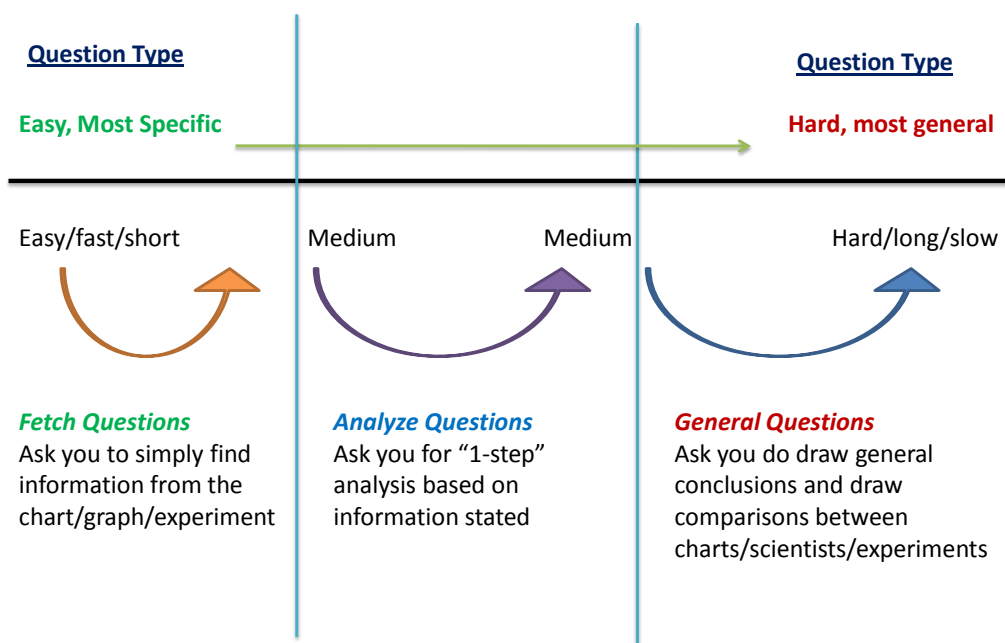 Question Type
Question Type
Easy, Most Specific
Hard, most general
Easy/fast/short
Medium
Medium
Hard/long/slow
Fetch Questions
Ask you to simply find
information from the
chart/graph/experiment
Analyze Questions
Ask you for “1-step”
analysis based on
information stated
General Questions
Ask you do draw general
conclusions and draw
comparisons between
charts/scientists/experiments